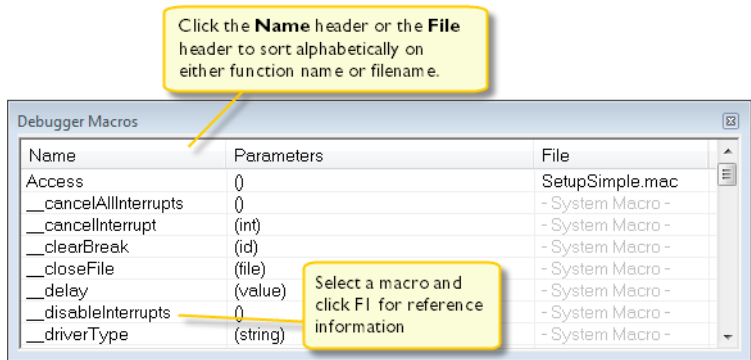 Click the Name header or the File
header to sort alphabetically on
either function name or filename.
Debugger Macros
Name Parameters File
Access () SetupSimple.mac
__cancelAllInterrupts () - System Macro -
__cancelInterrupt (int) - System Macro -
__clearBreak (id) - System Macro -
__closeFile (file) - System Macro -
__delay (value) - System Macro -
__disableInterrupts () - System Macro -
__driverType (string) - System Macro -
Select a macro and
click F1 for reference
information